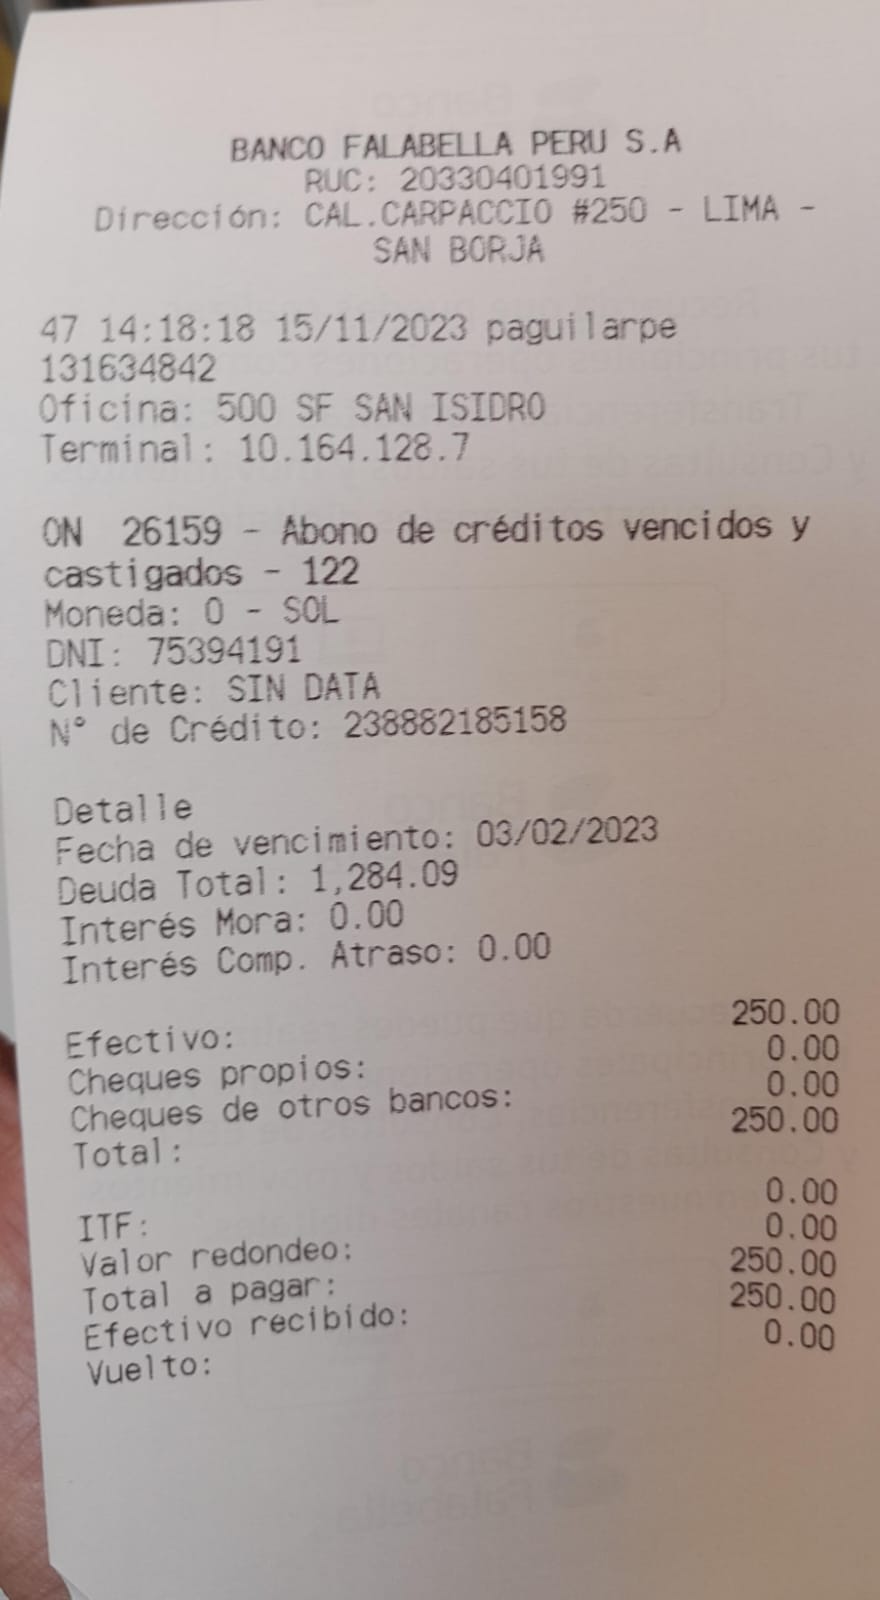 BANCO FALABELLA PERU S.A
RUC: 20330401991
Dirección: CAL.CARPACCIO #250 - LIMA -
SAN BORJA
47 14:18:18 15/11/2023 paguilarpe
131634842
Oficina: 500 SF SAN ISIDRO
Terminal: 10.164.128.7
ON 26159 - Abono de créditos vencidos y
castigados - 122
Moneda: 0 - SOL
DNI: 75394191
Cliente: SIN DATA
N° de Crédito: 238882185158
Detalle
Fecha de vencimiento: 03/02/2023
Deuda Total: 1,284.09
Interés Mora: 0.00
Interés Comp. Atraso: 0.00
Efectivo: 250.00
Cheques propios: 0.00
Cheques de otros bancos: 0.00
Total: 250.00
ITF: 0.00
Valor redondeo: 0.00
Total a pagar: 250.00
Efectivo recibido: 250.00
Vuelto: 0.00